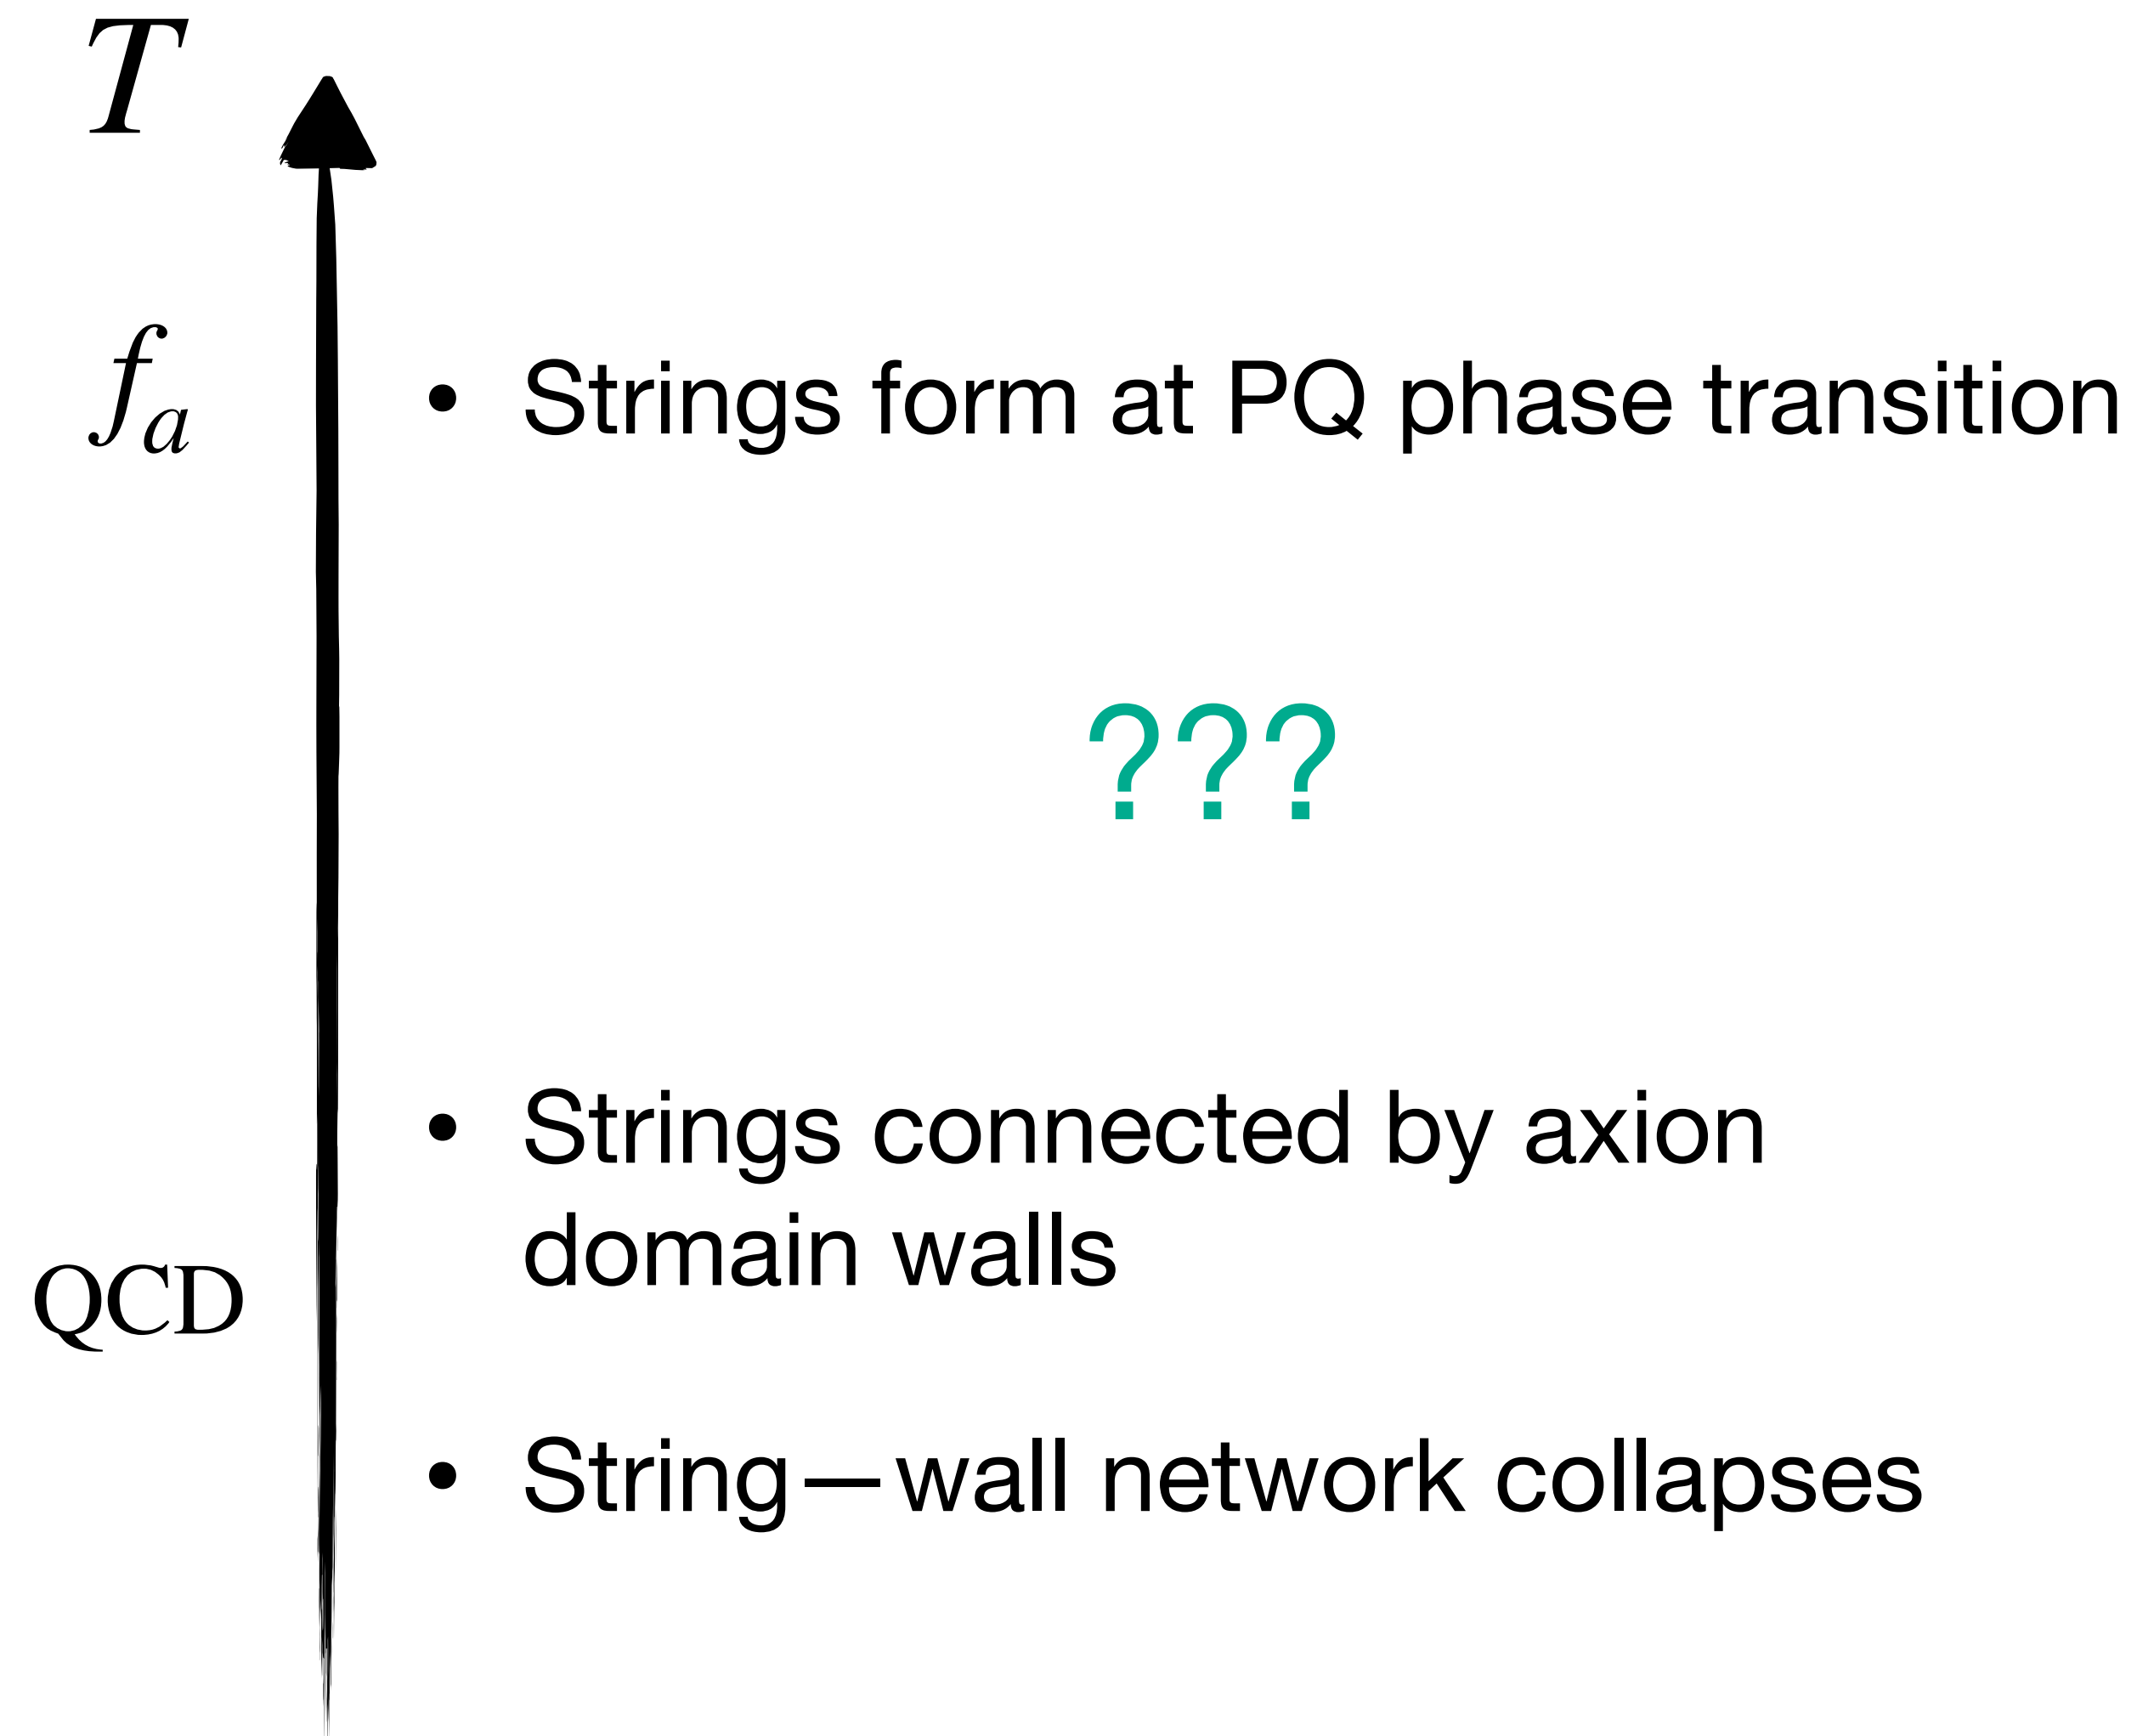 T
f_a
• Strings form at PQ phase transition
???
• Strings connected by axion
domain walls
QCD
• String — wall network collapses